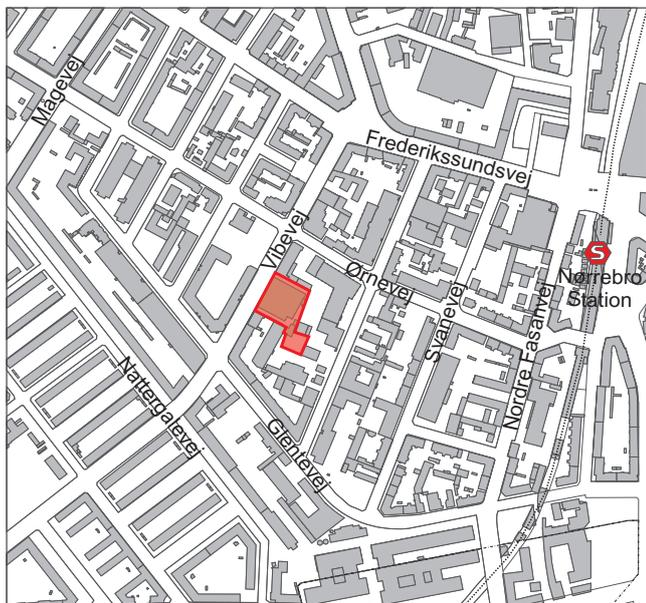 Mågevej
Frederikssundsvej
Vibevej
Ørnevej
S
Nørrebro
Station
Svanevej
Nordre Fasanvej
Nattergalevej
Glentevej